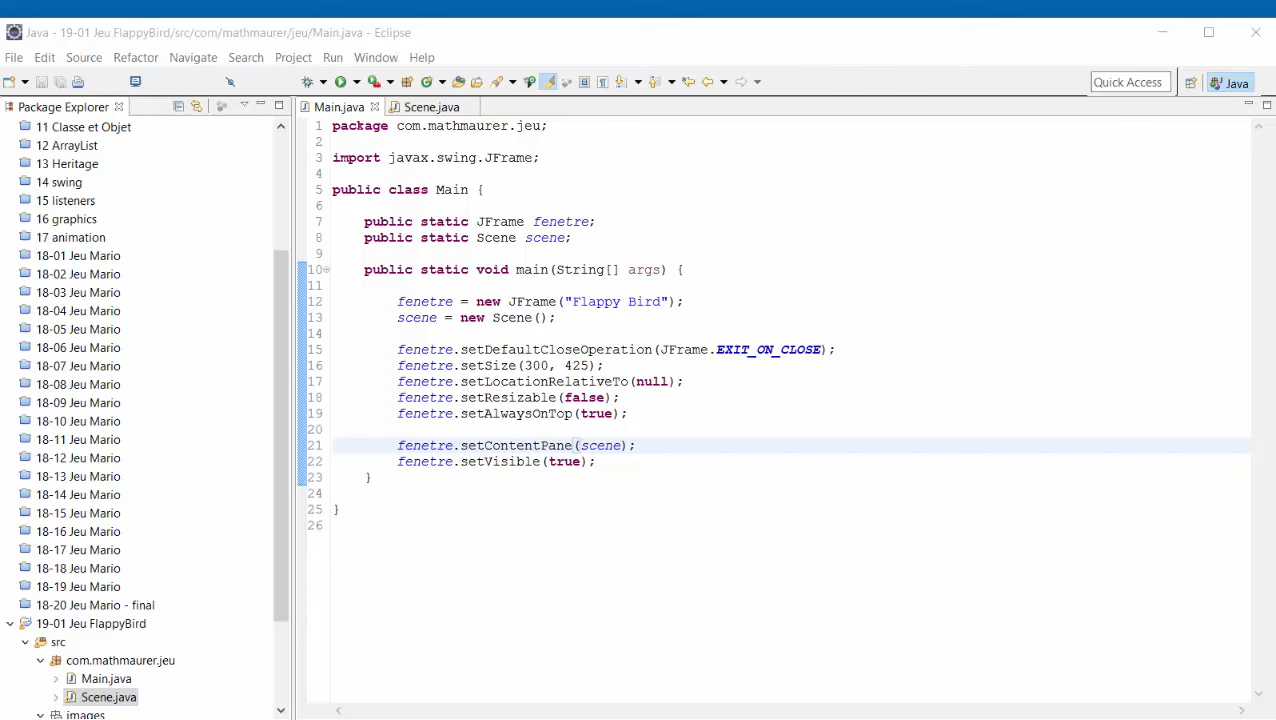 Java - 19-01 Jeu FlappyBird/src/com/mathmaurer/jeu/Main.java - Eclipse
File Edit Source Refactor Navigate Search Project Run Window Help
Quick Access
Java
Package Explorer
Main.java
Scene.java
11 Classe et Objet
12 ArrayList
13 Heritage
14 swing
15 listeners
16 graphics
17 animation
18-01 Jeu Mario
18-02 Jeu Mario
18-03 Jeu Mario
18-04 Jeu Mario
18-05 Jeu Mario
18-06 Jeu Mario
18-07 Jeu Mario
18-08 Jeu Mario
18-09 Jeu Mario
18-10 Jeu Mario
18-11 Jeu Mario
18-12 Jeu Mario
18-13 Jeu Mario
18-14 Jeu Mario
18-15 Jeu Mario
18-16 Jeu Mario
18-17 Jeu Mario
18-18 Jeu Mario
18-19 Jeu Mario
18-20 Jeu Mario - final
19-01 Jeu FlappyBird
src
com.mathmaurer.jeu
Main.java
Scene.java
images
1 package com.mathmaurer.jeu;
2
3 import javax.swing.JFrame;
4
5 public class Main {
6
7 public static JFrame fenetre;
8 public static Scene scene;
9
10 public static void main(String[] args) {
11
12 fenetre = new JFrame("Flappy Bird");
13 scene = new Scene();
14
15 fenetre.setDefaultCloseOperation(JFrame.EXIT_ON_CLOSE);
16 fenetre.setSize(300, 425);
17 fenetre.setLocationRelativeTo(null);
18 fenetre.setResizable(false);
19 fenetre.setAlwaysOnTop(true);
20
21 fenetre.setContentPane(scene);
22 fenetre.setVisible(true);
23 }
24
25 }
26